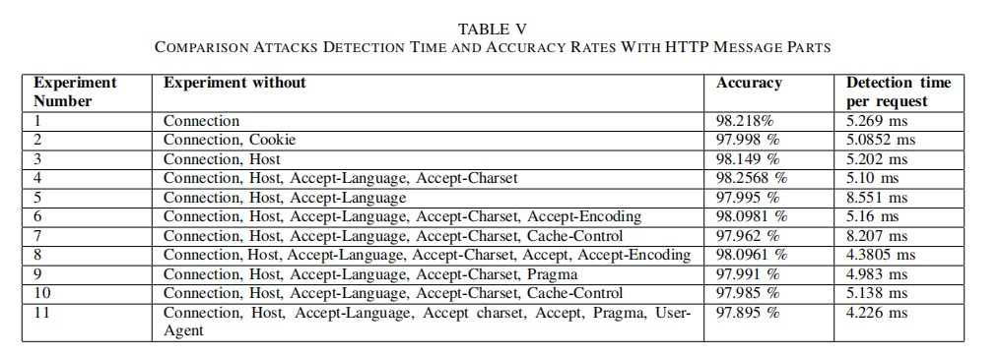 TABLE V
COMPARISON ATTACKS DETECTION TIME AND ACCURACY RATES WITH HTTP MESSAGE PARTS
Experiment Number Experiment without Accuracy Detection time per request
1 Connection 98.218% 5.269 ms
2 Connection, Cookie 97.998 % 5.0852 ms
3 Connection, Host 98.149 % 5.202 ms
4 Connection, Host, Accept-Language, Accept-Charset 98.2568 % 5.10 ms
5 Connection, Host, Accept-Language 97.995 % 8.551 ms
6 Connection, Host, Accept-Language, Accept-Charset, Accept-Encoding 98.0981 % 5.16 ms
7 Connection, Host, Accept-Language, Accept-Charset, Cache-Control 97.962 % 8.207 ms
8 Connection, Host, Accept-Language, Accept-Charset, Accept, Accept-Encoding 98.0961 % 4.3805 ms
9 Connection, Host, Accept-Language, Accept-Charset, Pragma 97.991 % 4.983 ms
10 Connection, Host, Accept-Language, Accept-Charset, Cache-Control 97.985 % 5.138 ms
11 Connection, Host, Accept-Language, Accept charset, Accept, Pragma, User- 97.895 % 4.226 ms
Agent